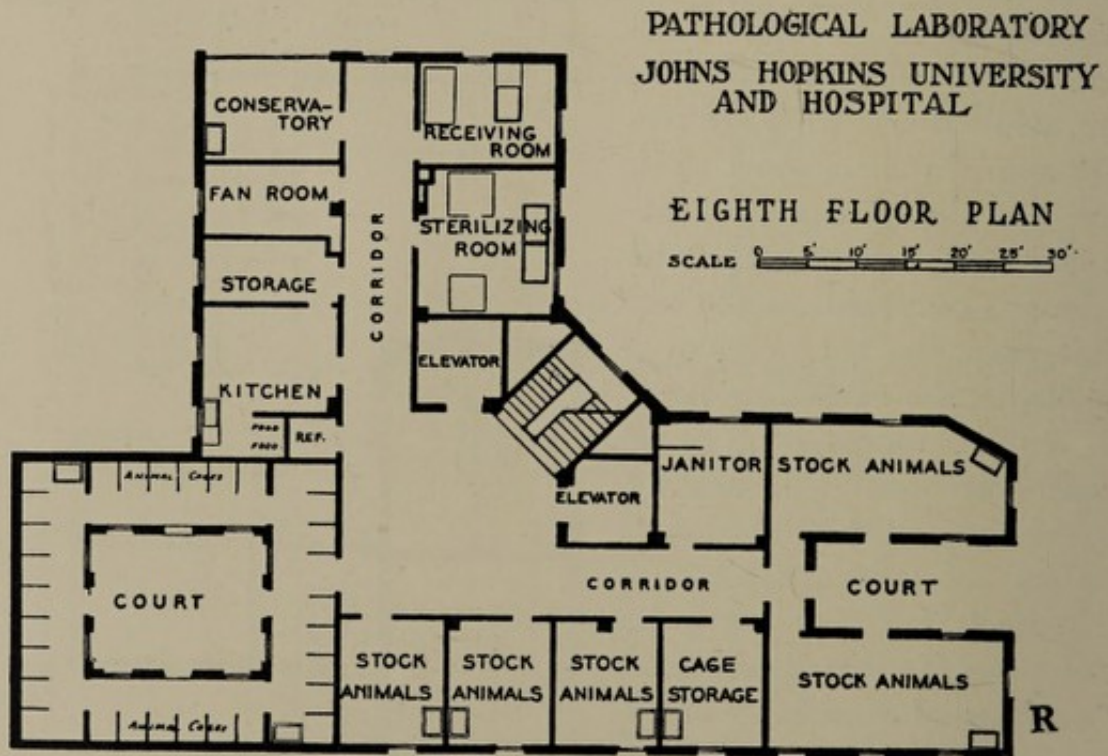 PATHOLOGICAL LABORATORY
JOHNS HOPKINS UNIVERSITY
AND HOSPITAL
EIGHTH FLOOR PLAN
SCALE 0 5' 10' 15' 20' 25' 30'
CONSERVA-
TORY
RECEIVING
ROOM
FAN ROOM
STERILIZING
ROOM
STORAGE
CORRIDOR
ELEVATOR
KITCHEN
FOOD
FOOD
REF.
JANITOR
STOCK ANIMALS
ELEVATOR
ANIMAL CAGES
COURT
CORRIDOR
COURT
STOCK
ANIMALS
STOCK
ANIMALS
STOCK
ANIMALS
CAGE
STORAGE
STOCK ANIMALS
ANIMAL CAGES
R